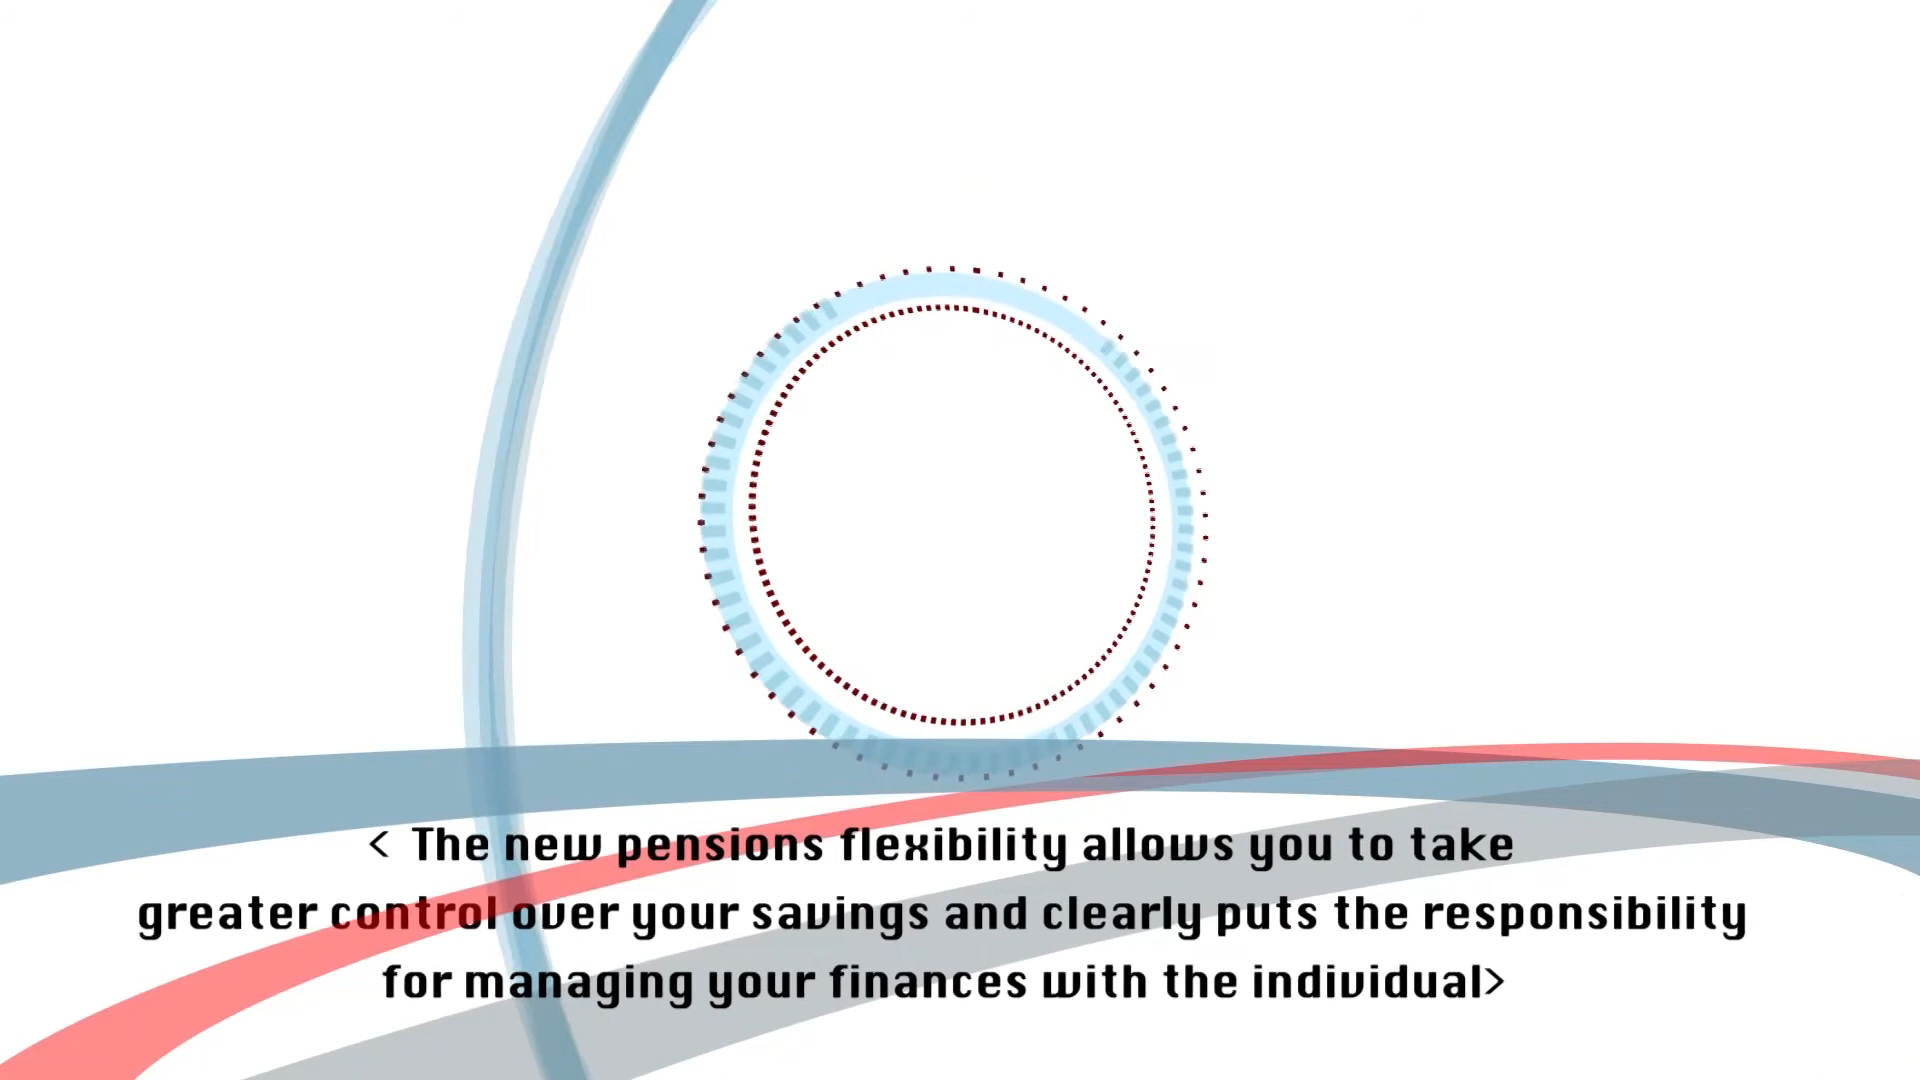 < The new pensions flexibility allows you to take
greater control over your savings and clearly puts the responsibility
for managing your finances with the individual>